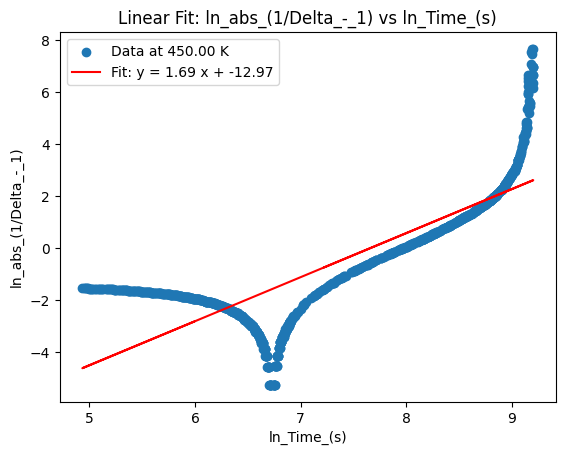 Linear Fit: ln_abs_(1/Delta_-_1) vs ln_Time_(s)
Data at 450.00 K
Fit: y = 1.69 x + -12.97
ln_abs_(1/Delta_-_1)
8
6
4
2
0
−2
−4
5
6
7
8
9
ln_Time_(s)